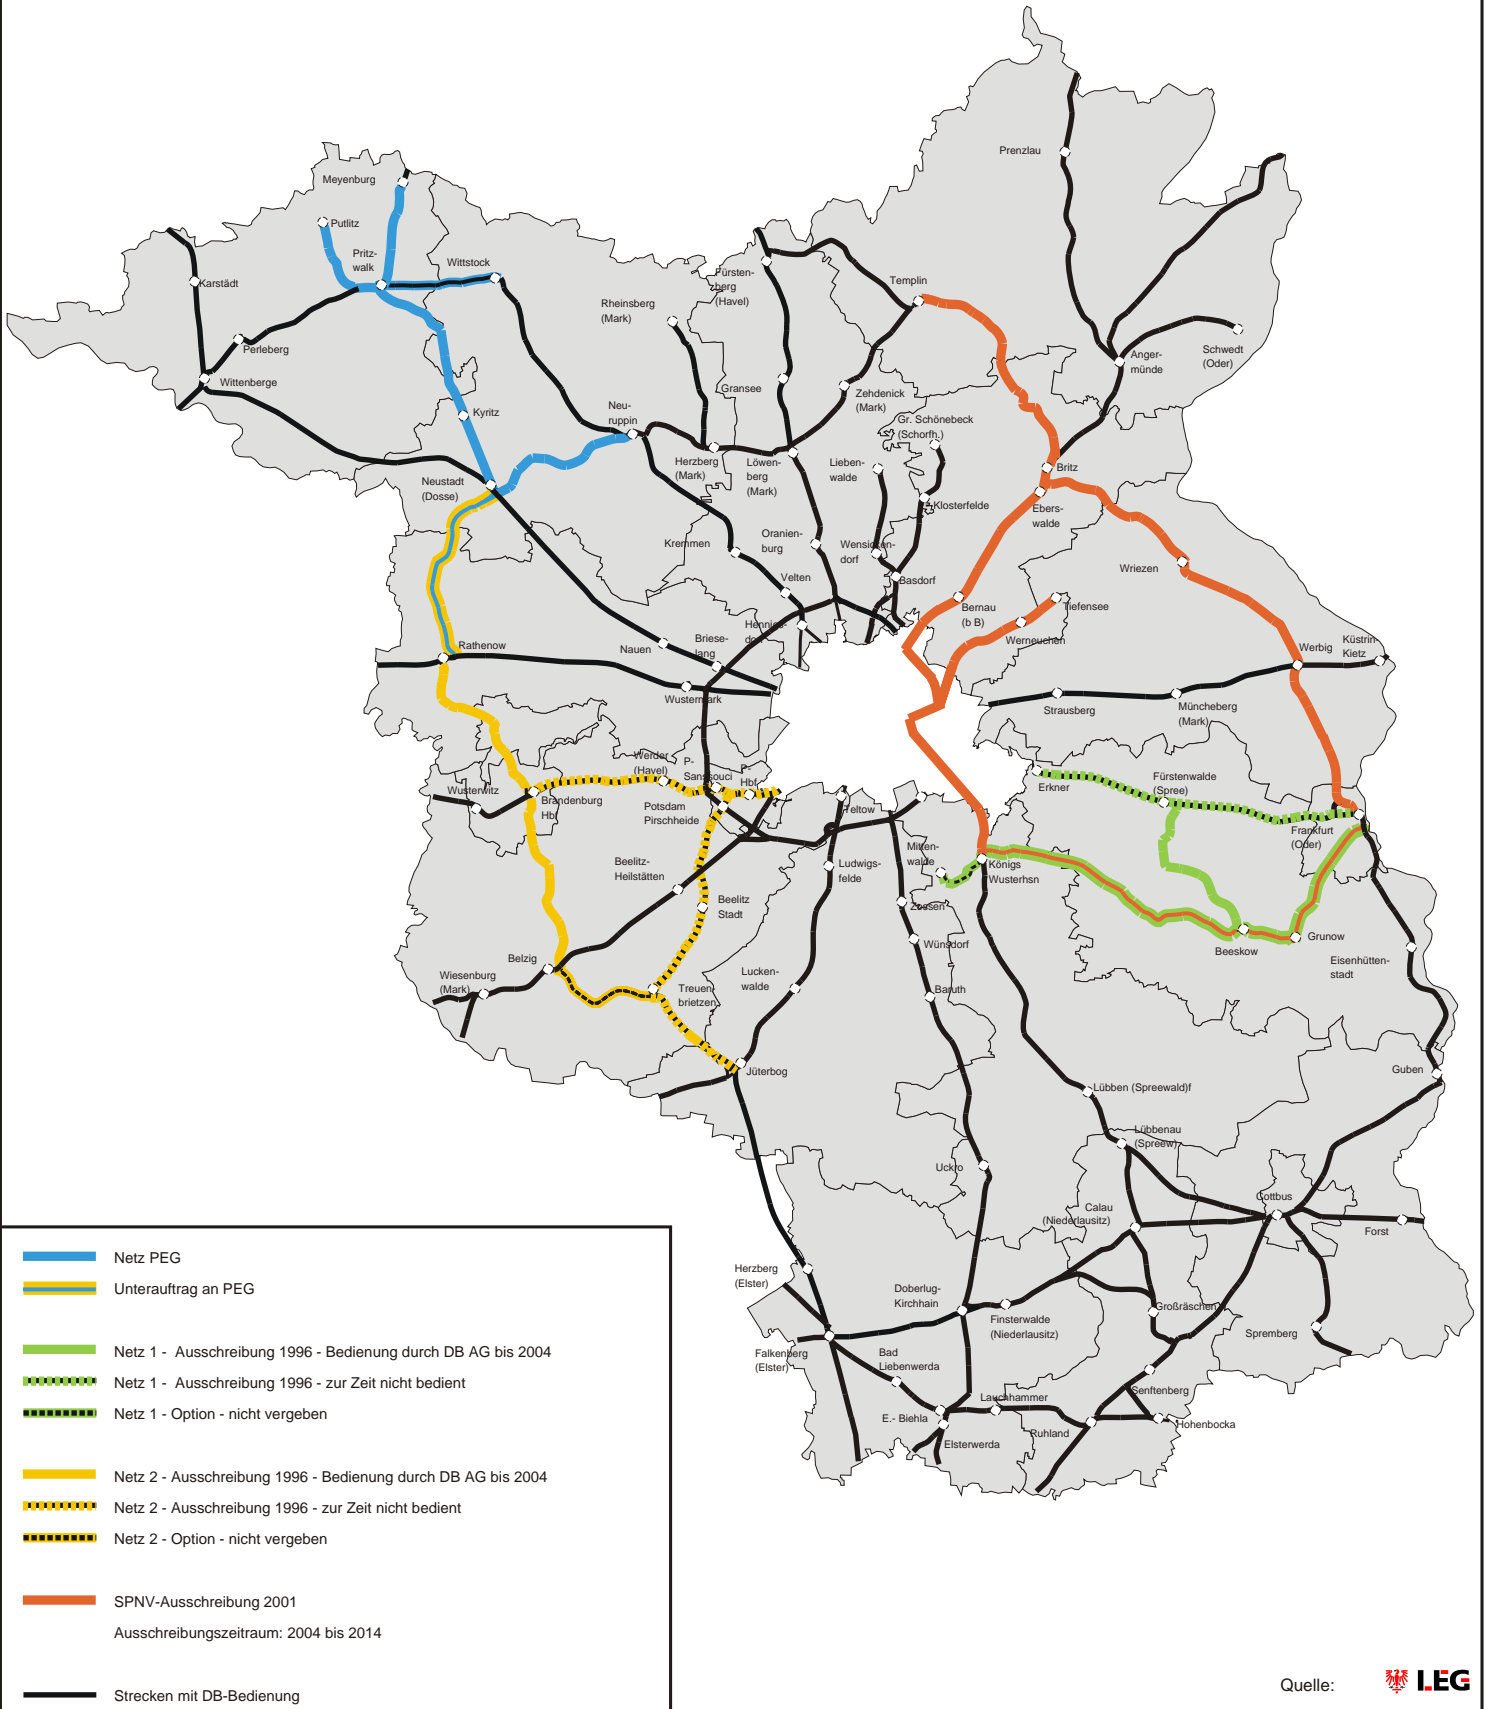 Prenzlau
Meyenburg
Putlitz
Pritz-
walk
Wittstock
Karstädt
Fürsten-
berg
(Havel)
Templin
Rheinsberg
(Mark)
Perleberg
Anger-
münde
Schwedt
(Oder)
Wittenberge
Gransee
Zehdenick
(Mark)
Kyritz
Neu-
ruppin
Gr. Schönebeck
(Schorfh.)
Herzberg
(Mark)
Löwen-
berg
(Mark)
Lieben-
walde
Britz
Neustadt
(Dosse)
Klosterfelde
Ebers-
walde
Kremmen
Oranien-
burg
Wensicken-
dorf
Wriezen
Velten
Basdorf
Bernau
(b B)
Tiefensee
Hennigs-
dorf
Werneuchen
Rathenow
Nauen
Briese-
lang
Werbig
Küstrin-
Kietz
Wustermark
Strausberg
Müncheberg
(Mark)
Werder
(Havel)
P-
Sanssouci
P-
Hbf
Wusterwitz
Brandenburg
Hbf
Potsdam
Pirschheide
Teltow
Erkner
Fürstenwalde
(Spree)
Frankfurt
(Oder)
Mitten-
walde
Königs
Wusterhsn
Beelitz-
Heilstätten
Ludwigs-
felde
Beelitz
Stadt
Zossen
Wünsdorf
Beeskow
Grunow
Eisenhütten-
stadt
Belzig
Wiesenburg
(Mark)
Treuen-
brietzen
Lucken-
walde
Baruth
Jüterbog
Guben
Lübben (Spreewald)f
Lübbenau
(Spreew)
Uckro
Calau
(Niederlausitz)
Cottbus
Forst
Herzberg
(Elster)
Doberlug-
Kirchhain
Finsterwalde
(Niederlausitz)
Großräschen
Spremberg
Falkenberg
(Elster)
Bad
Liebenwerda
Senftenberg
Lauchhammer
E.- Biehla
Elsterwerda
Ruhland
Hohenbocka
Netz PEG
Unterauftrag an PEG
Netz 1 - Ausschreibung 1996 - Bedienung durch DB AG bis 2004
Netz 1 - Ausschreibung 1996 - zur Zeit nicht bedient
Netz 1 - Option - nicht vergeben
Netz 2 - Ausschreibung 1996 - Bedienung durch DB AG bis 2004
Netz 2 - Ausschreibung 1996 - zur Zeit nicht bedient
Netz 2 - Option - nicht vergeben
SPNV-Ausschreibung 2001
Ausschreibungszeitraum: 2004 bis 2014
Strecken mit DB-Bedienung
Quelle: LEG